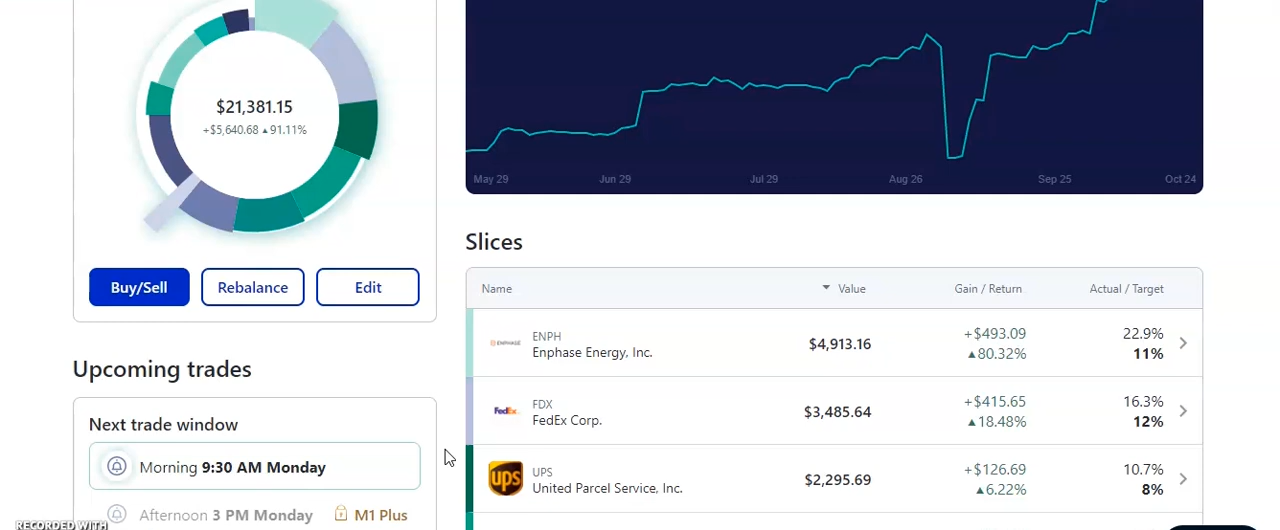 $21,381.15
+$5,640.68 ▲ 91.11%
Buy/Sell
Rebalance
Edit
Upcoming trades
Next trade window
Morning 9:30 AM Monday
Afternoon 3 PM Monday
M1 Plus
RECORDED WITH
May 29
Jun 29
Jul 29
Aug 26
Sep 25
Oct 24
Slices
Name
Value
Gain / Return
Actual / Target
ENPHASE
ENPH
Enphase Energy, Inc.
$4,913.16
+$493.09
▲80.32%
22.9%
11%
FedEx
FDX
FedEx Corp.
$3,485.64
+$415.65
▲18.48%
16.3%
12%
ups
UPS
United Parcel Service, Inc.
$2,295.69
+$126.69
▲6.22%
10.7%
8%